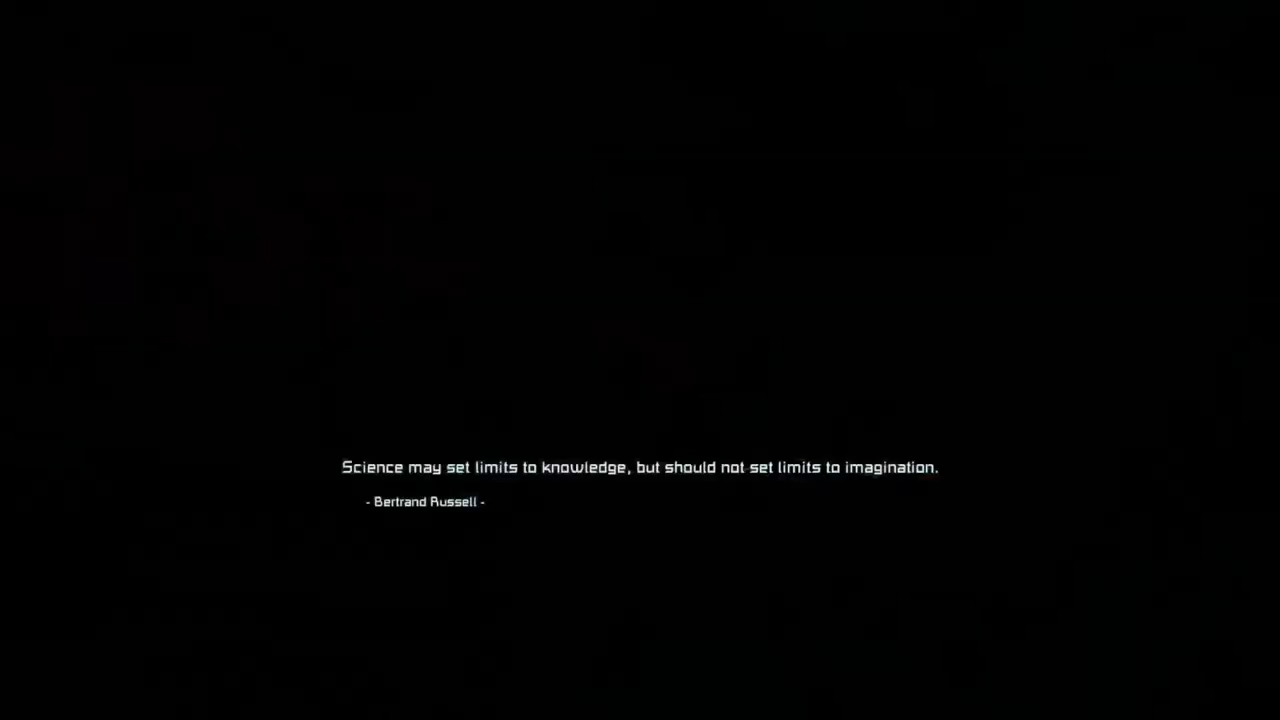 Science may set limits to knowledge, but should not set limits to imagination.
- Bertrand Russell -